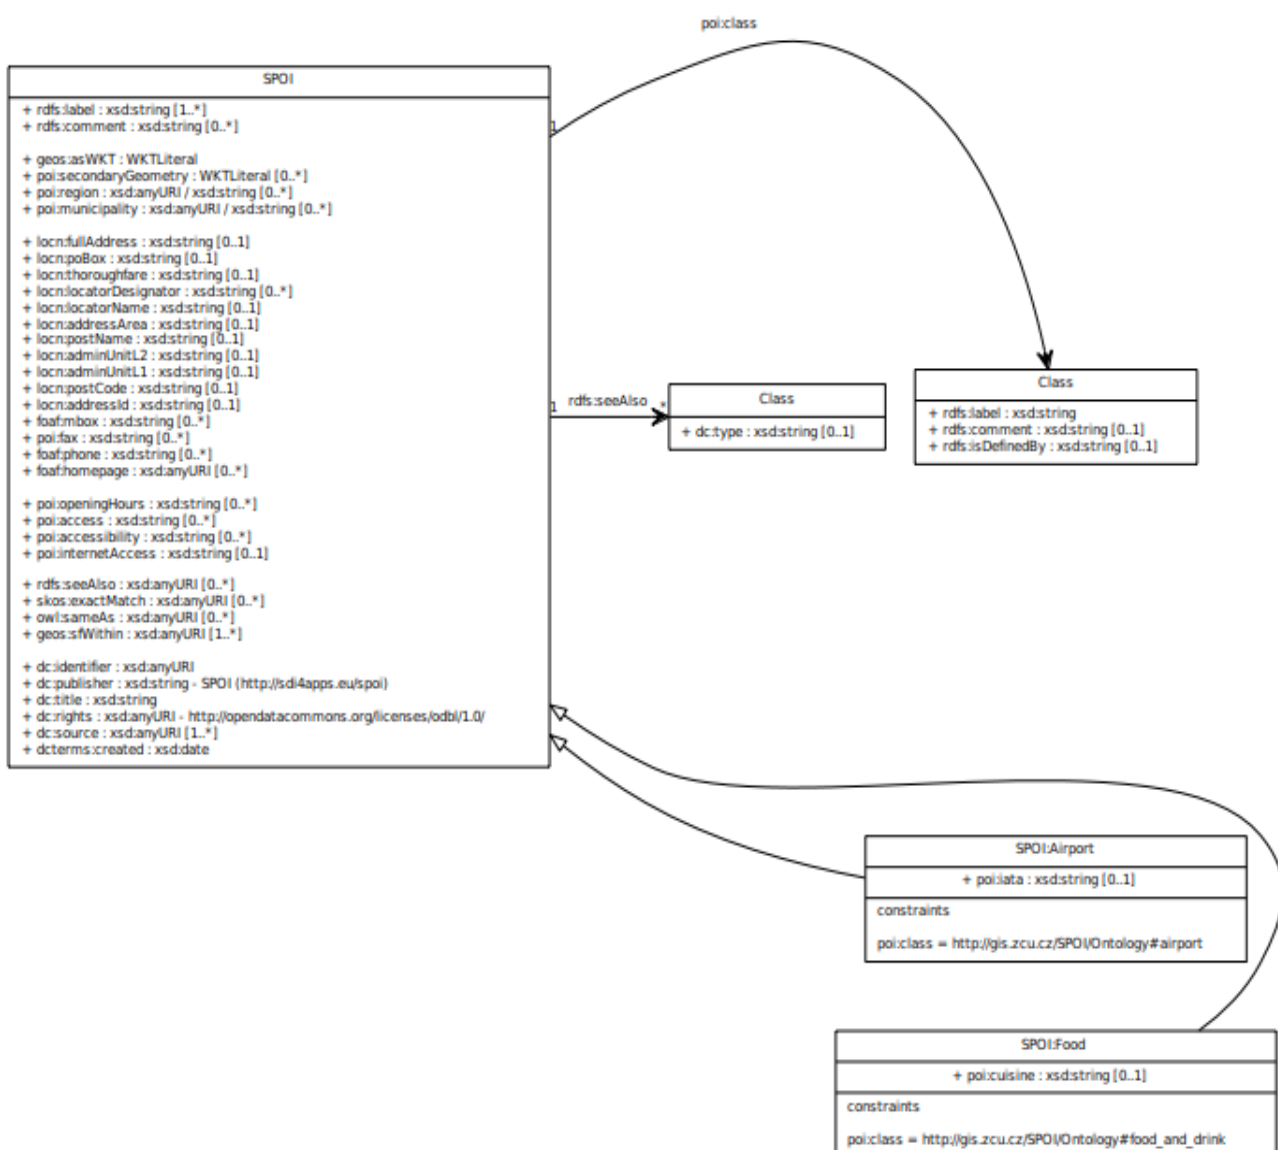 poi:class
SPOI
+ rdfs:label : xsd:string [1..*]
+ rdfs:comment : xsd:string [0..*]
+ geos:asWKT : WKTLiteral
+ poi:secondaryGeometry : WKTLiteral [0..*]
+ poi:region : xsd:anyURI / xsd:string [0..*]
+ poi:municipality : xsd:anyURI / xsd:string [0..*]
+ locn:fullAddress : xsd:string [0..1]
+ locn:poBox : xsd:string [0..1]
+ locn:thoroughfare : xsd:string [0..1]
+ locn:locatorDesignator : xsd:string [0..*]
+ locn:locatorName : xsd:string [0..1]
+ locn:addressArea : xsd:string [0..1]
+ locn:postName : xsd:string [0..1]
+ locn:adminUnitL2 : xsd:string [0..1]
+ locn:adminUnitL1 : xsd:string [0..1]
+ locn:postCode : xsd:string [0..1]
+ locn:addressId : xsd:string [0..1]
+ foaf:mbox : xsd:string [0..*]
+ poi:fax : xsd:string [0..*]
+ foaf:phone : xsd:string [0..*]
+ foaf:homepage : xsd:anyURI [0..*]
+ poi:openingHours : xsd:string [0..*]
+ poi:access : xsd:string [0..*]
+ poi:accessibility : xsd:string [0..*]
+ poi:internetAccess : xsd:string [0..1]
+ rdfs:seeAlso : xsd:anyURI [0..*]
+ skos:exactMatch : xsd:anyURI [0..*]
+ owl:sameAs : xsd:anyURI [0..*]
+ geos:sfWithin : xsd:anyURI [1..*]
+ dc:identifier : xsd:anyURI
+ dc:publisher : xsd:string - SPOI (http://sdi4apps.eu/spoi)
+ dc:title : xsd:string
+ dc:rights : xsd:anyURI - http://opendatacommons.org/licenses/odbl/1.0/
+ dc:source : xsd:anyURI [1..*]
+ dcterms:created : xsd:date
1
1 rdfs:seeAlso *
Class
+ dc:type : xsd:string [0..1]
Class
+ rdfs:label : xsd:string
+ rdfs:comment : xsd:string [0..1]
+ rdfs:isDefinedBy : xsd:string [0..1]
SPOI:Airport
+ poi:iata : xsd:string [0..1]
constraints
poi:class = http://gis.zcu.cz/SPOI/Ontology#airport
SPOI:Food
+ poi:cuisine : xsd:string [0..1]
constraints
poi:class = http://gis.zcu.cz/SPOI/Ontology#food_and_drink